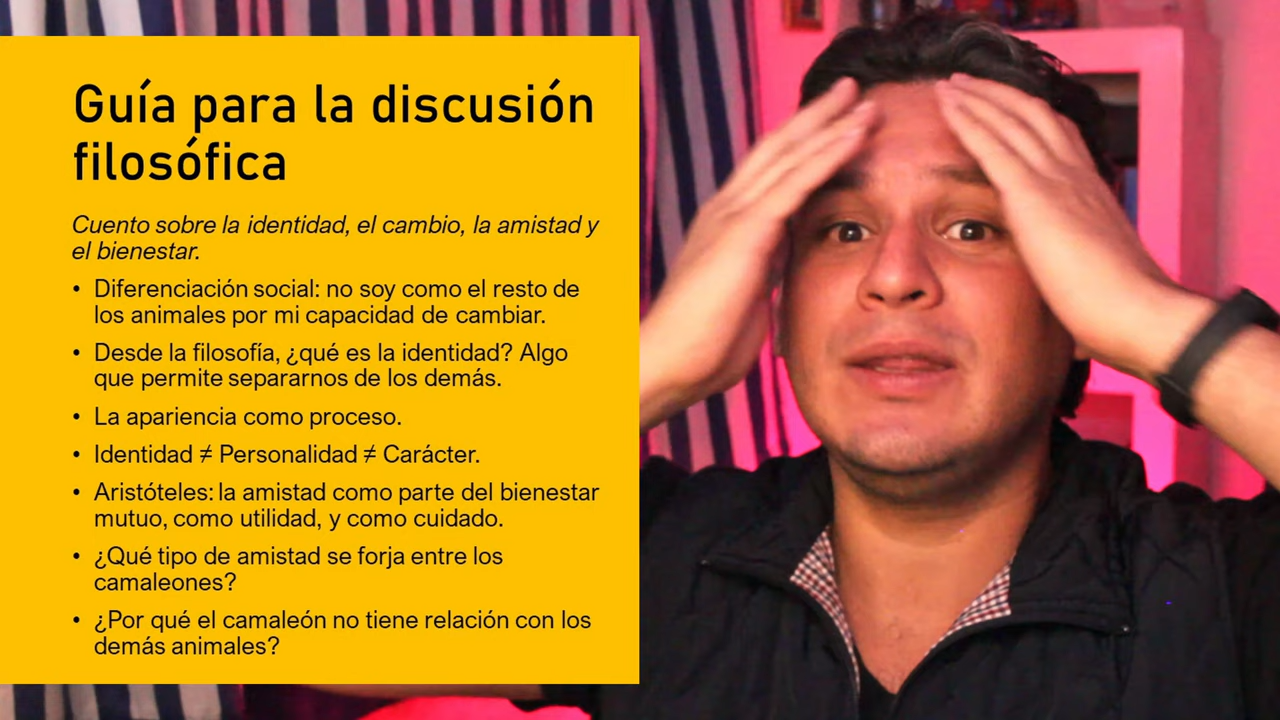 Guía para la discusión
filosófica
Cuento sobre la identidad, el cambio, la amistad y
el bienestar.
• Diferenciación social: no soy como el resto de
los animales por mi capacidad de cambiar.
• Desde la filosofía, ¿qué es la identidad? Algo
que permite separarnos de los demás.
• La apariencia como proceso.
• Identidad ≠ Personalidad ≠ Carácter.
• Aristóteles: la amistad como parte del bienestar
mutuo, como utilidad, y como cuidado.
• ¿Qué tipo de amistad se forja entre los
camaleones?
• ¿Por qué el camaleón no tiene relación con los
demás animales?